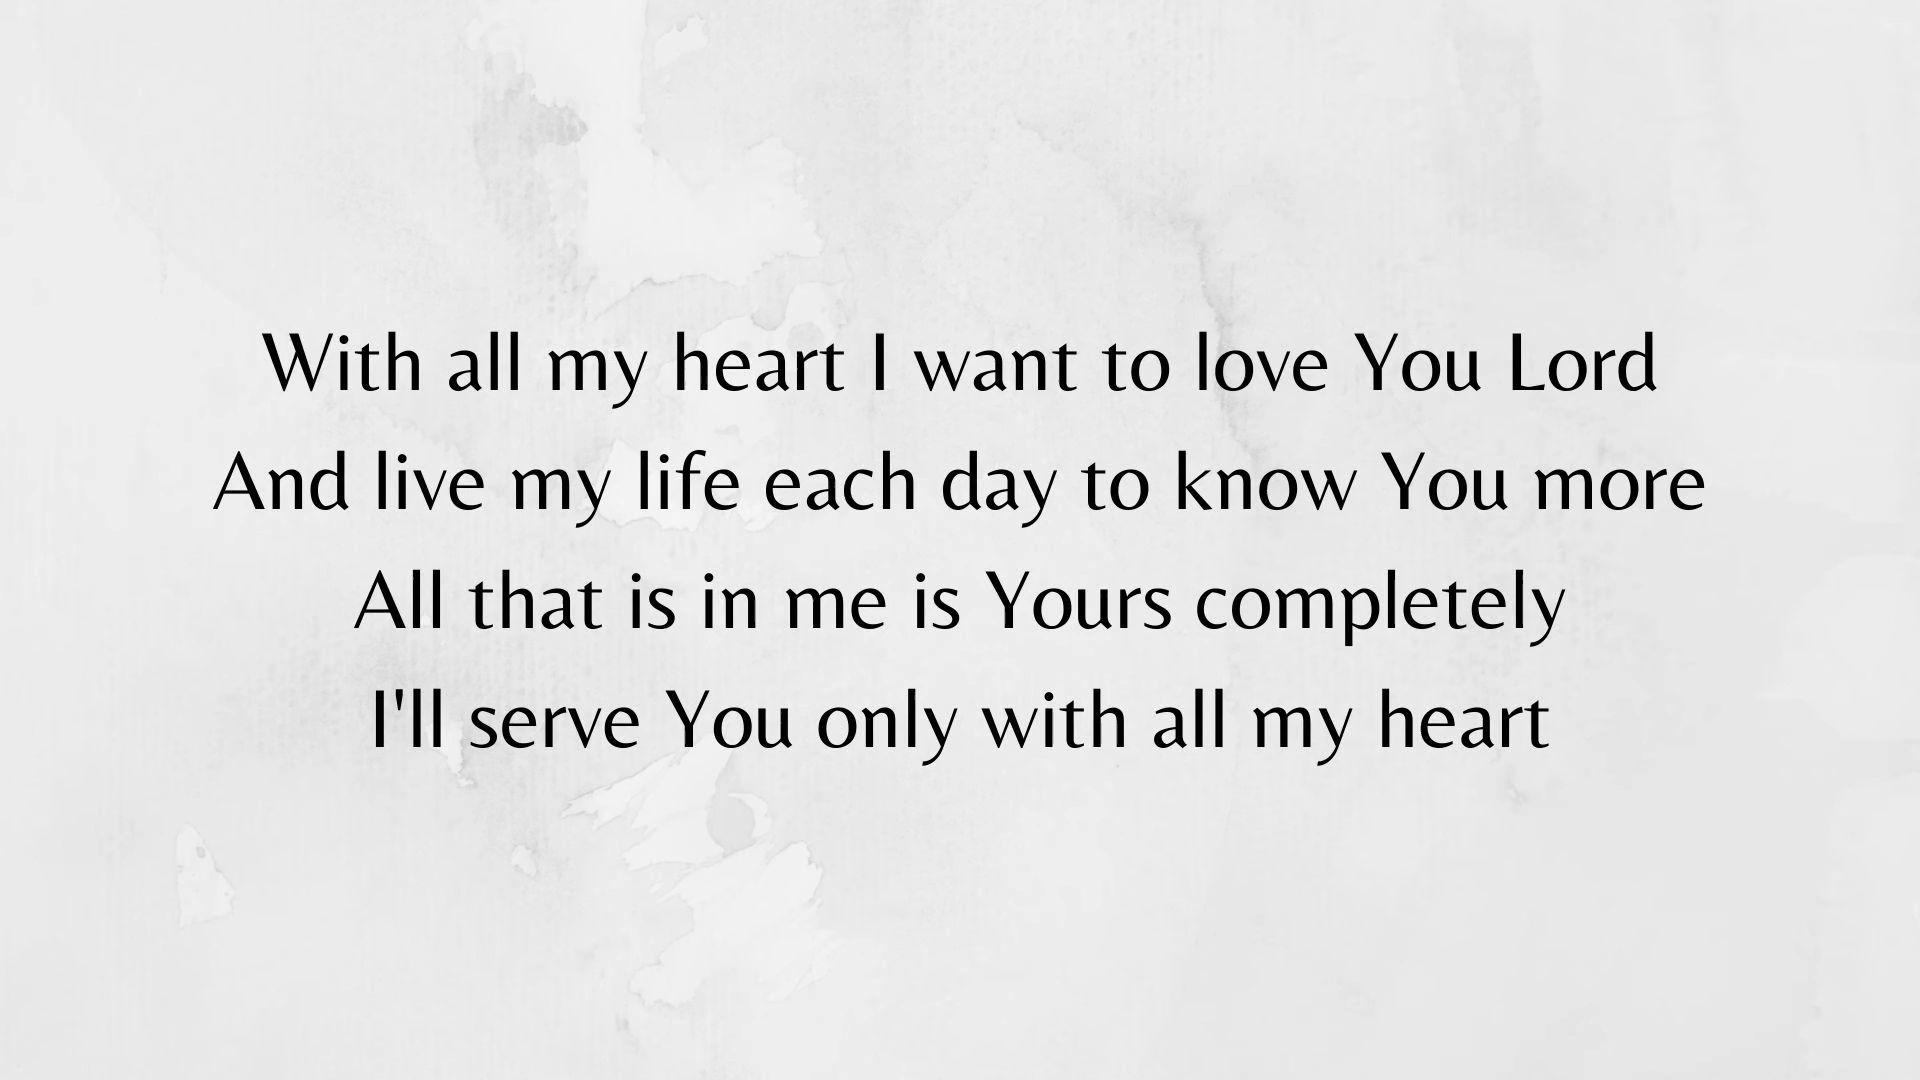 With all my heart I want to love You Lord
And live my life each day to know You more
All that is in me is Yours completely
I'll serve You only with all my heart